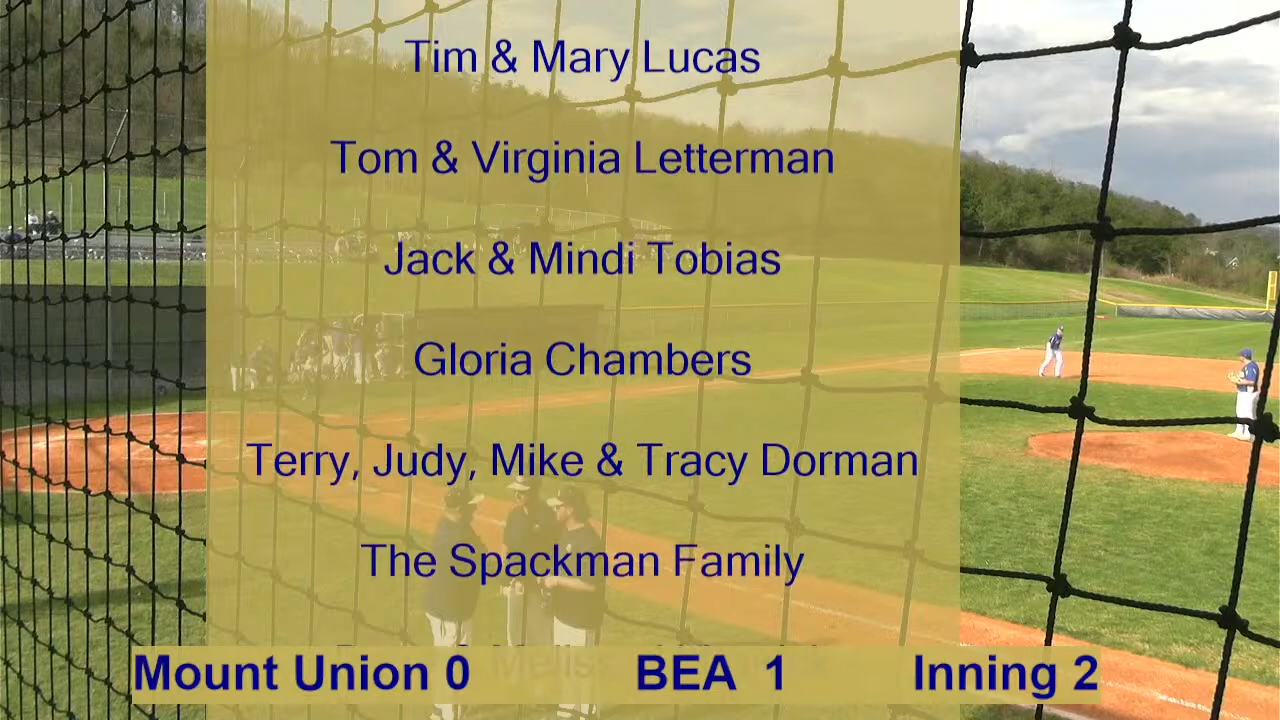 Tim & Mary Lucas
Tom & Virginia Letterman
Jack & Mindi Tobias
Gloria Chambers
Terry, Judy, Mike & Tracy Dorman
The Spackman Family
Mount Union 0 BEA 1 Inning 2